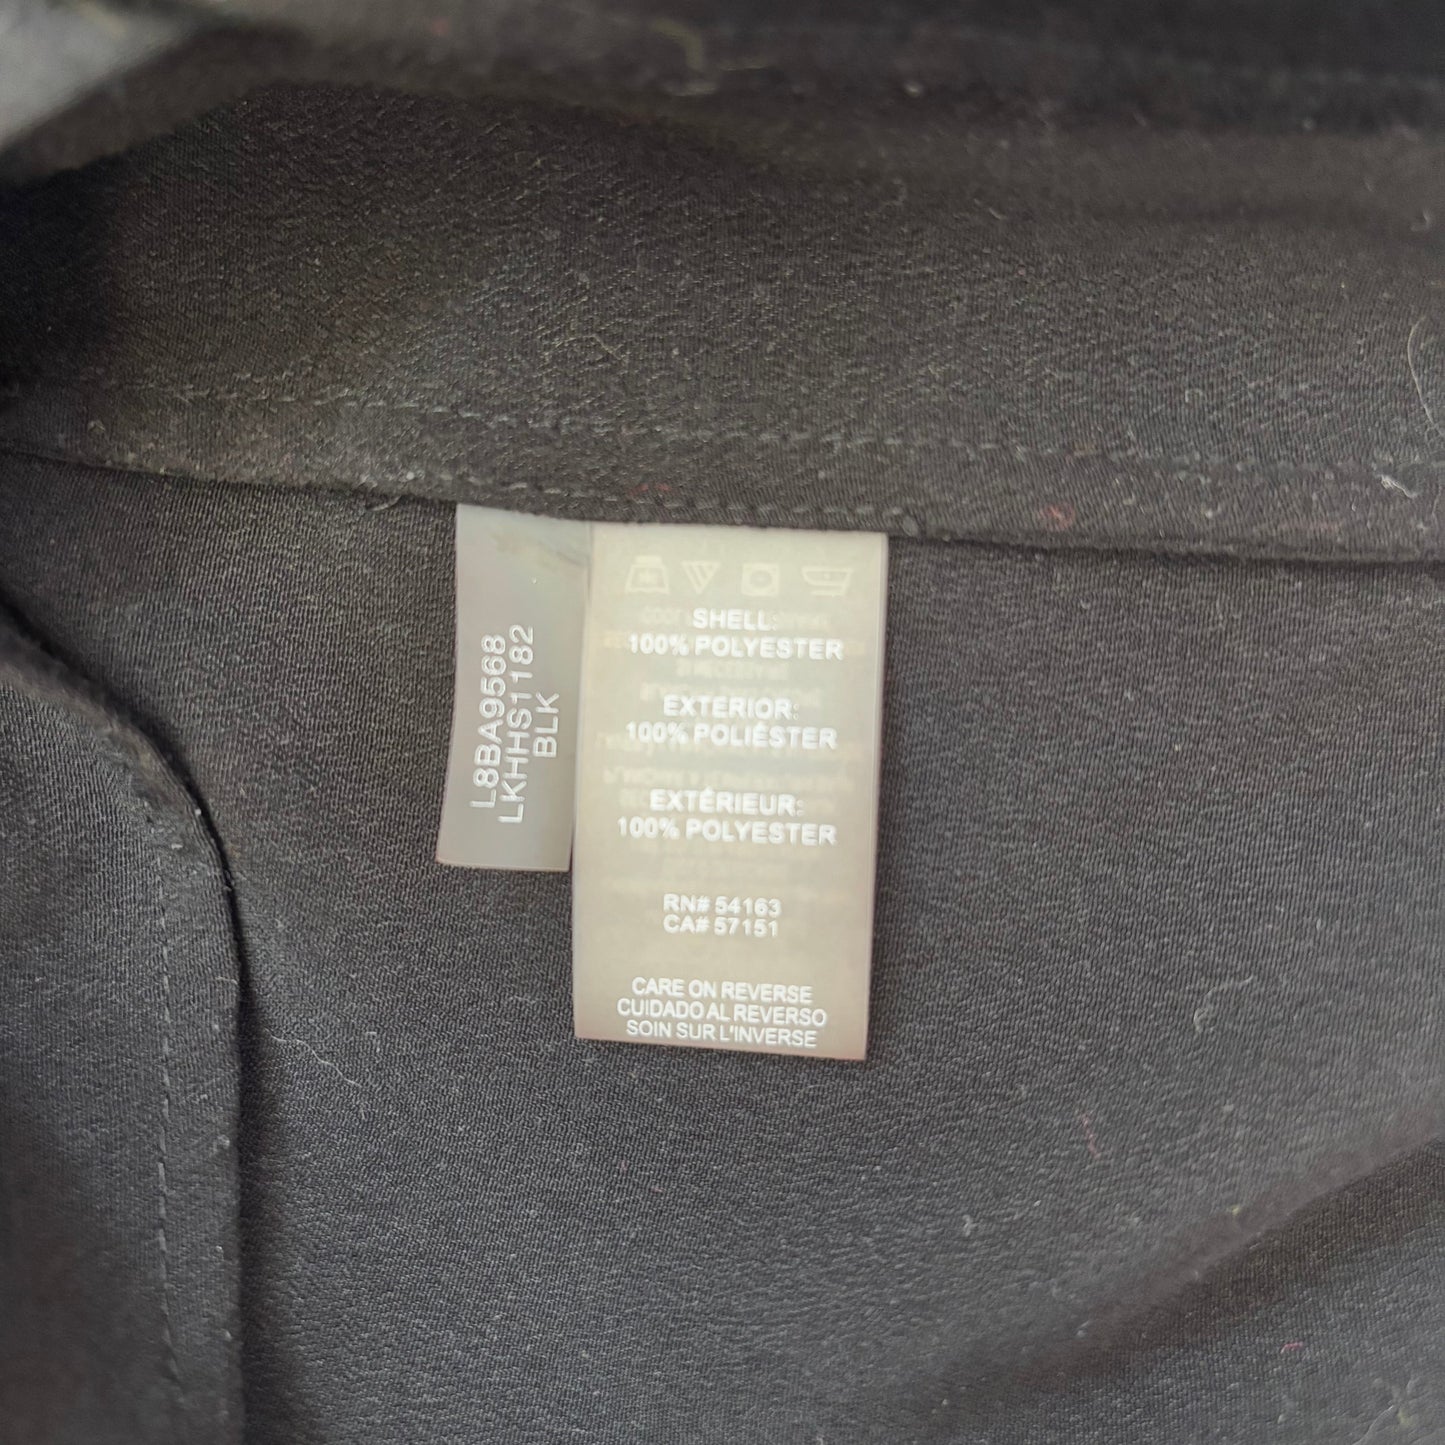 L8BA9568
LKHHS1182
BLK
SHELL:
100% POLYESTER
EXTERIOR:
100% POLIÉSTER
EXTÉRIEUR:
100% POLYESTER
RN# 54163
CA# 57151
CARE ON REVERSE
CUIDADO AL REVERSO
SOIN SUR L'INVERSE